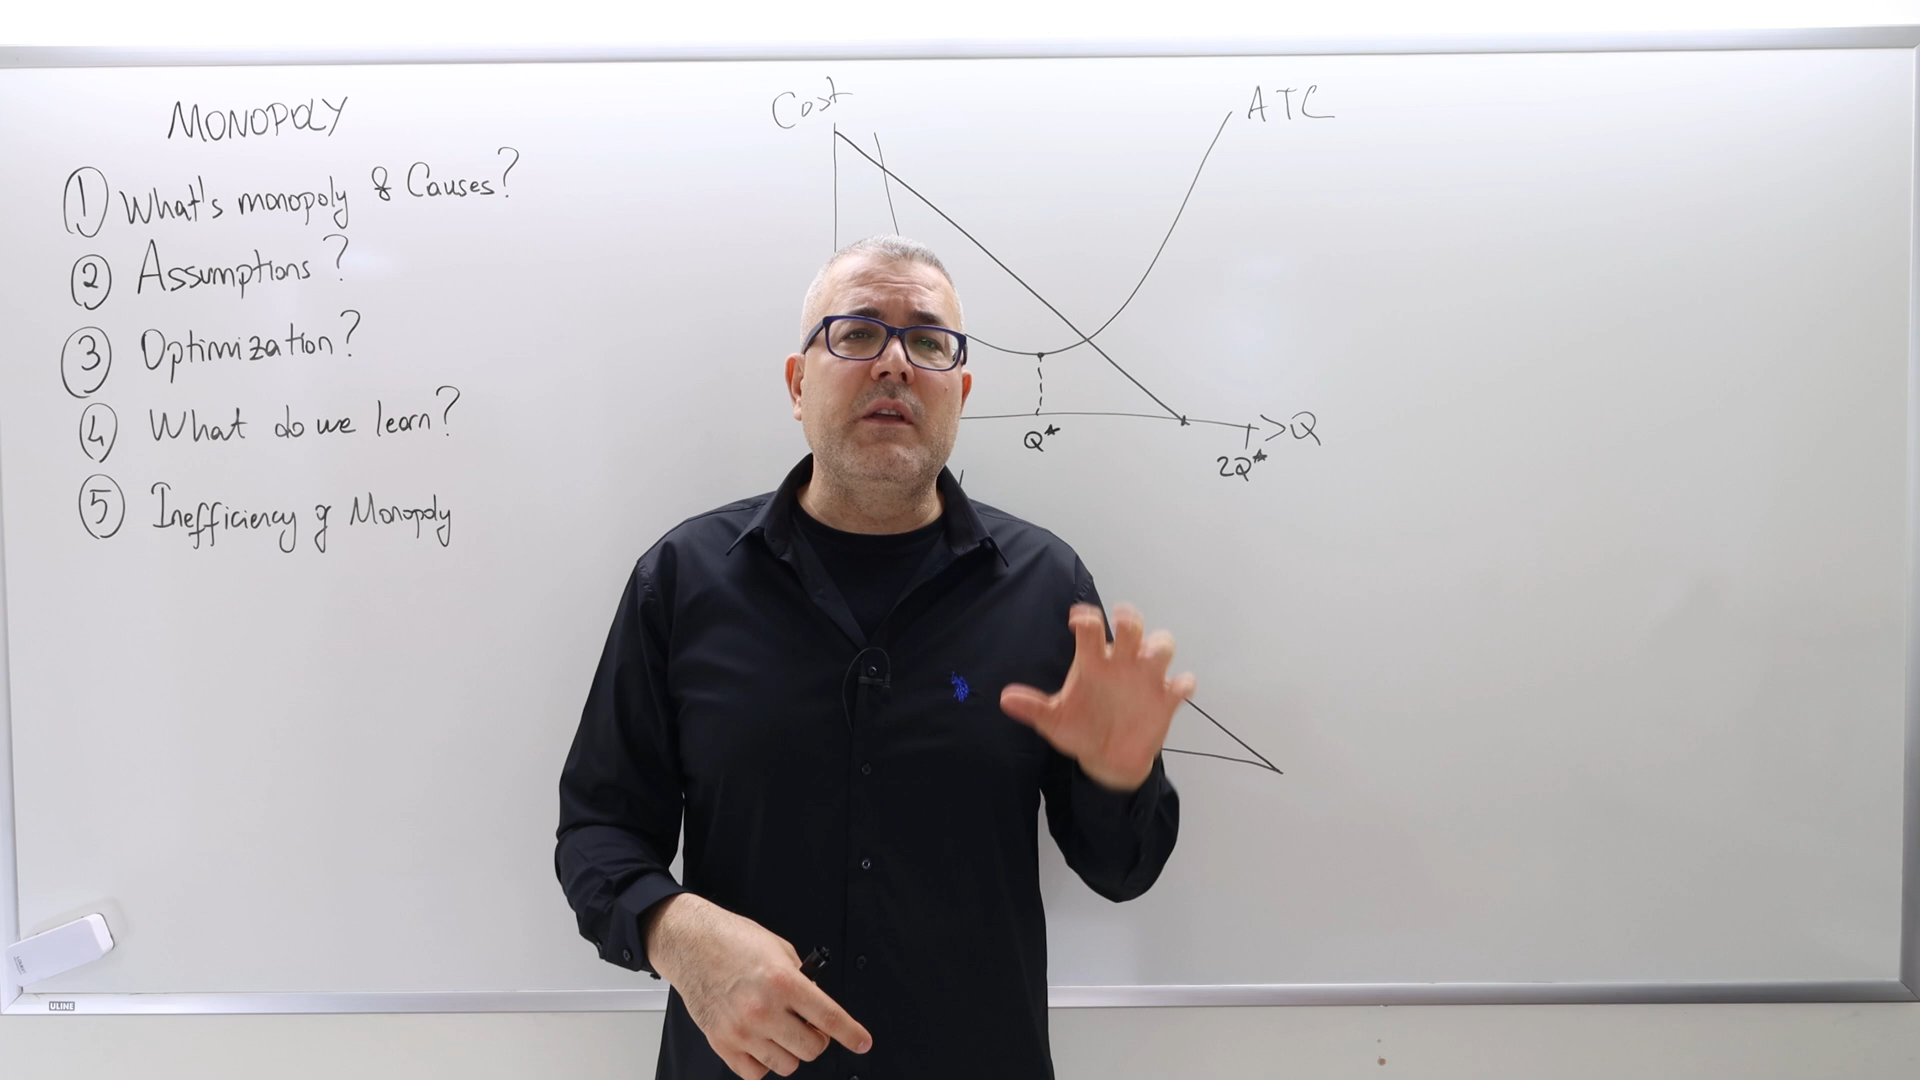 MONOPOLY
① What's monopoly & Causes?
② Assumptions?
③ Optimization?
④ What do we learn?
⑤ Inefficiency of Monopoly
Cost
ATC
Q*
2Q*
Q
ULINE